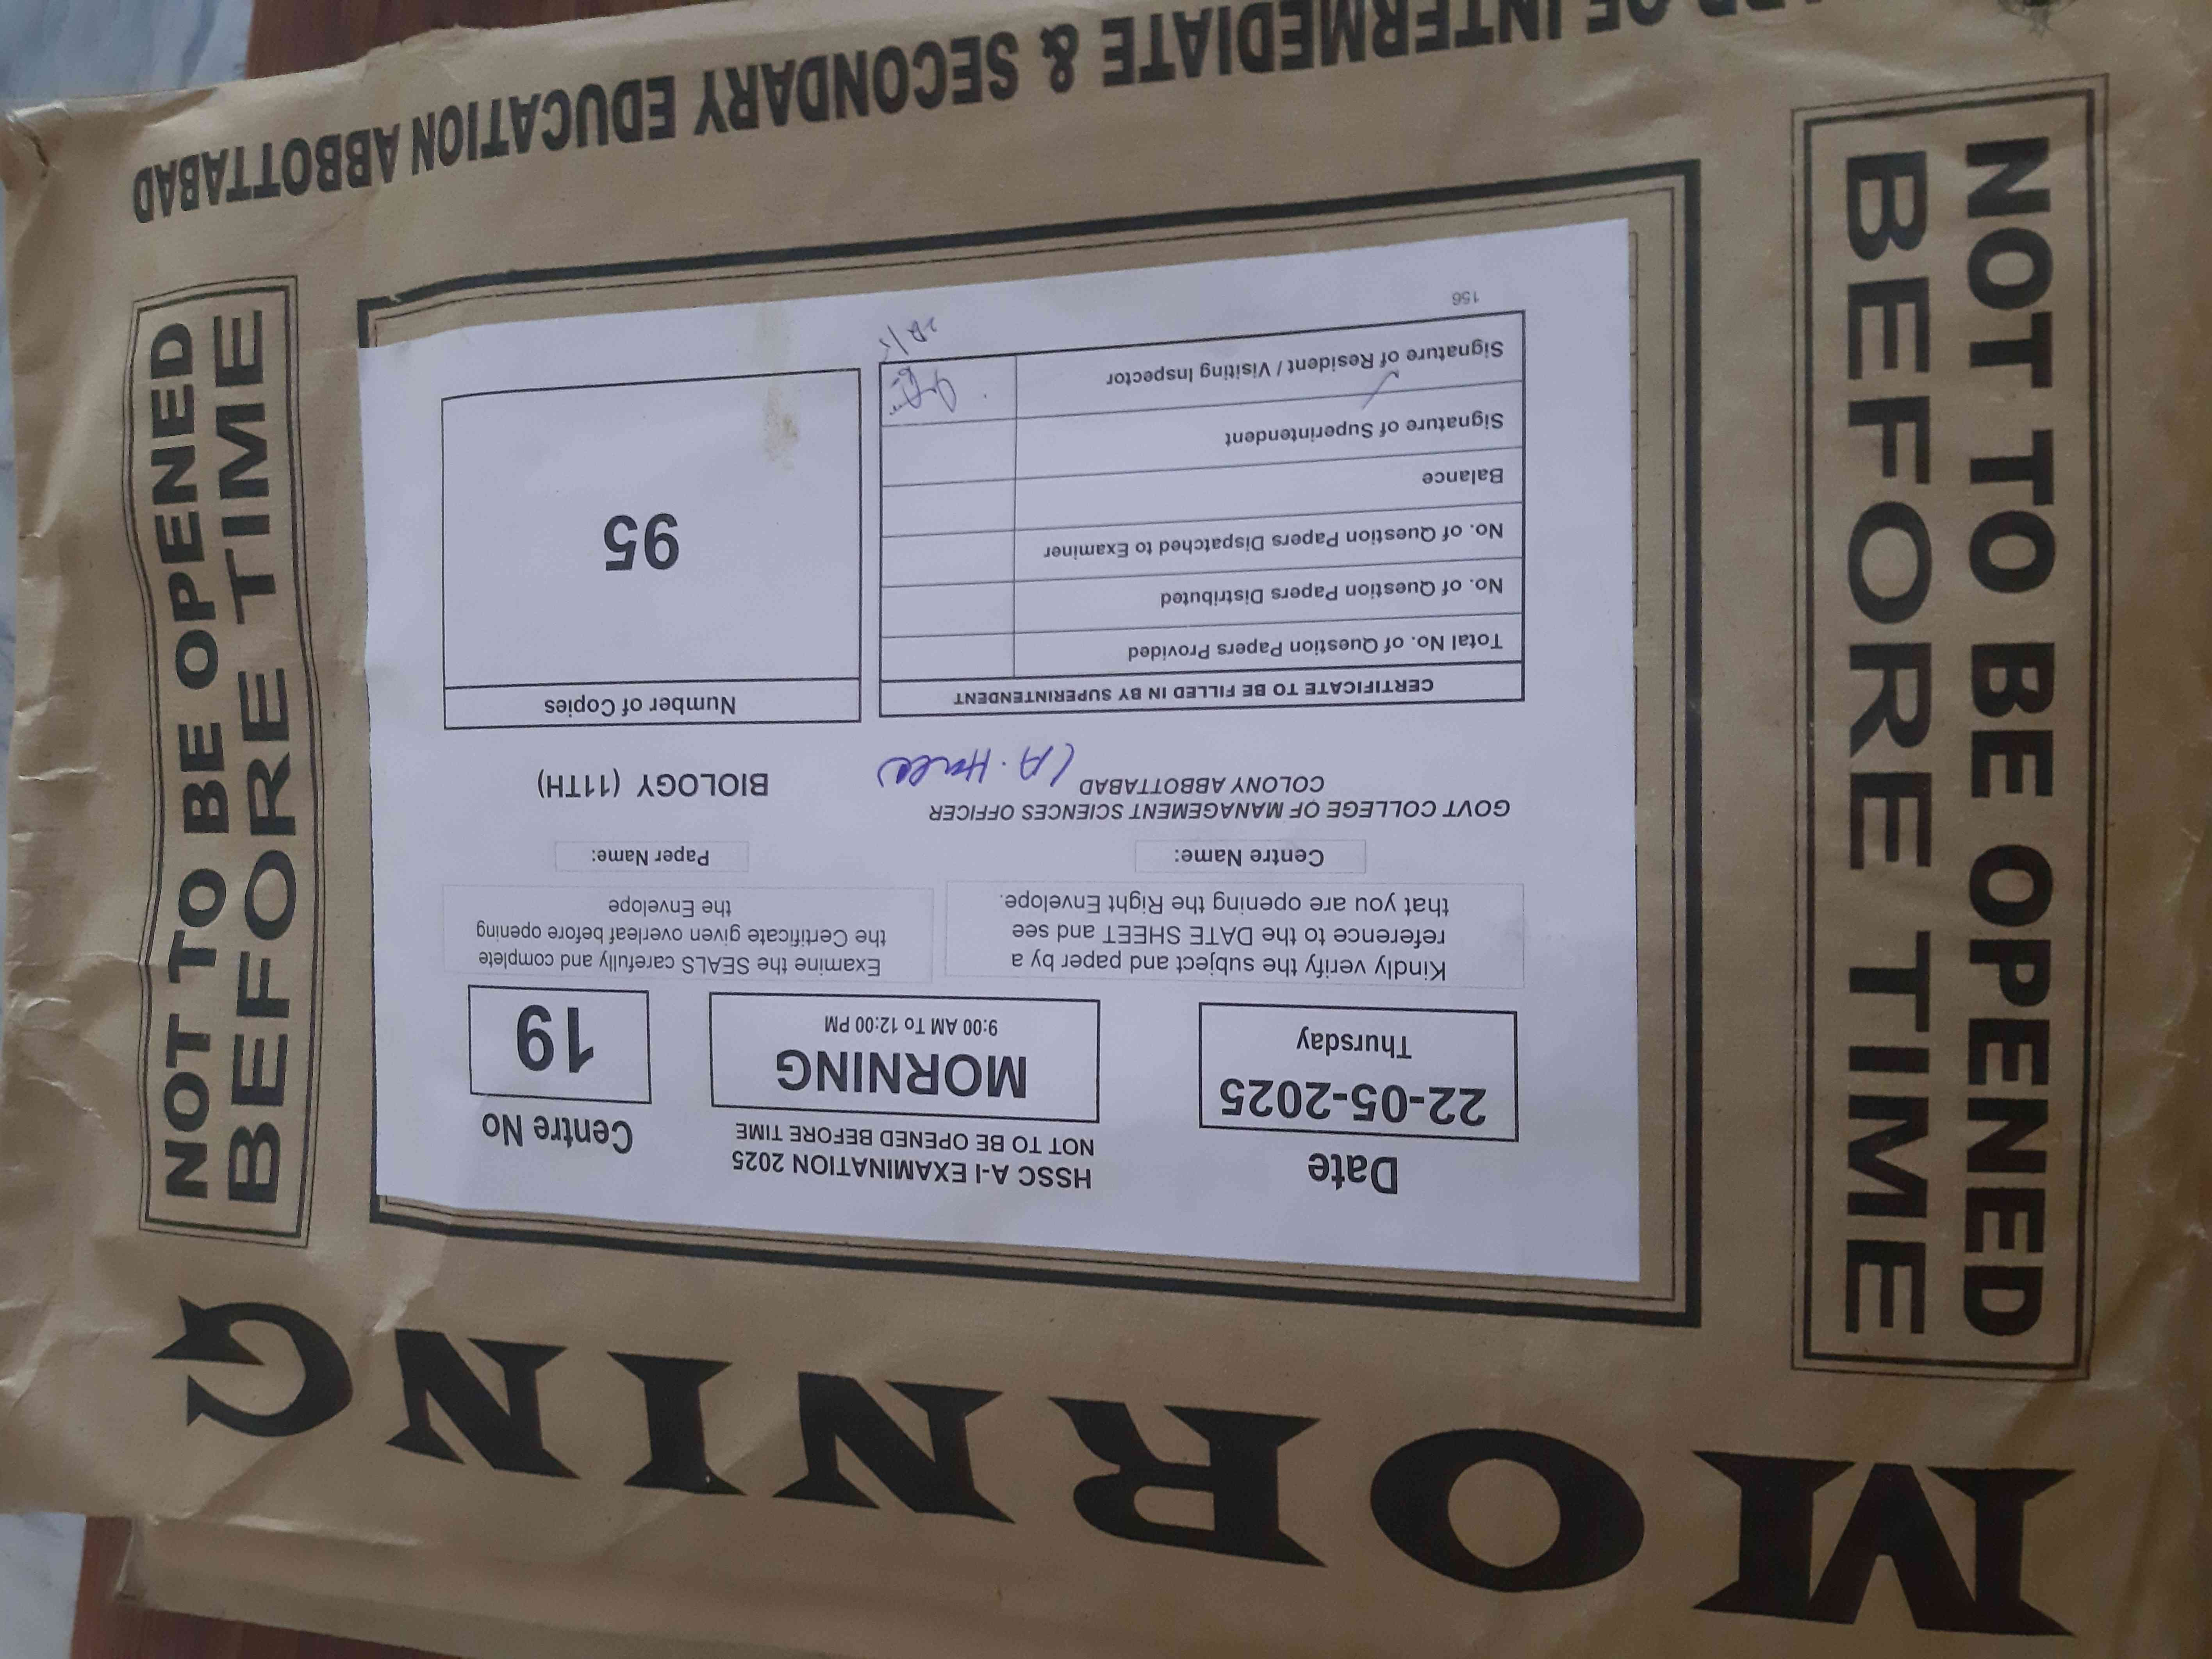 MORNING
NOT TO BE OPENED
BEFORE TIME
NOT TO BE OPENED
BEFORE TIME
Date
22-05-2025
Thursday
HSSC A-I EXAMINATION 2025
NOT TO BE OPENED BEFORE TIME
MORNING
9:00 AM To 12:00 PM
Centre No
19
Kindly verify the subject and paper by a
reference to the DATE SHEET and see
that you are opening the Right Envelope.
Examine the SEALS carefully and complete
the Certificate given overleaf before opening
the Envelope
Centre Name:
GOVT COLLEGE OF MANAGEMENT SCIENCES OFFICER
COLONY ABBOTTABAD
Paper Name:
BIOLOGY (11TH)
CERTIFICATE TO BE FILLED IN BY SUPERINTENDENT
Total No. of Question Papers Provided
No. of Question Papers Distributed
No. of Question Papers Dispatched to Examiner
Balance
Signature of Superintendent
Signature of Resident / Visiting Inspector
156
Number of Copies
95
OF INTERMEDIATE & SECONDARY EDUCATION ABBOTTABAD